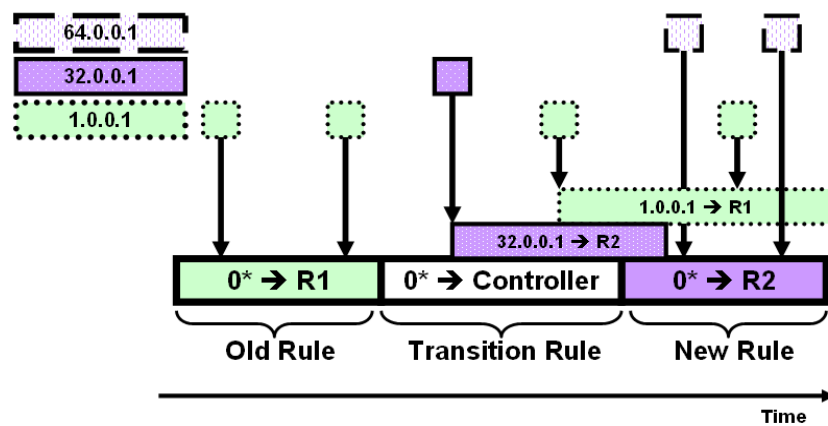 64.0.0.1
32.0.0.1
1.0.0.1
1.0.0.1 ➔ R1
32.0.0.1 ➔ R2
0* ➔ R1
0* ➔ Controller
0* ➔ R2
Old Rule
Transition Rule
New Rule
Time